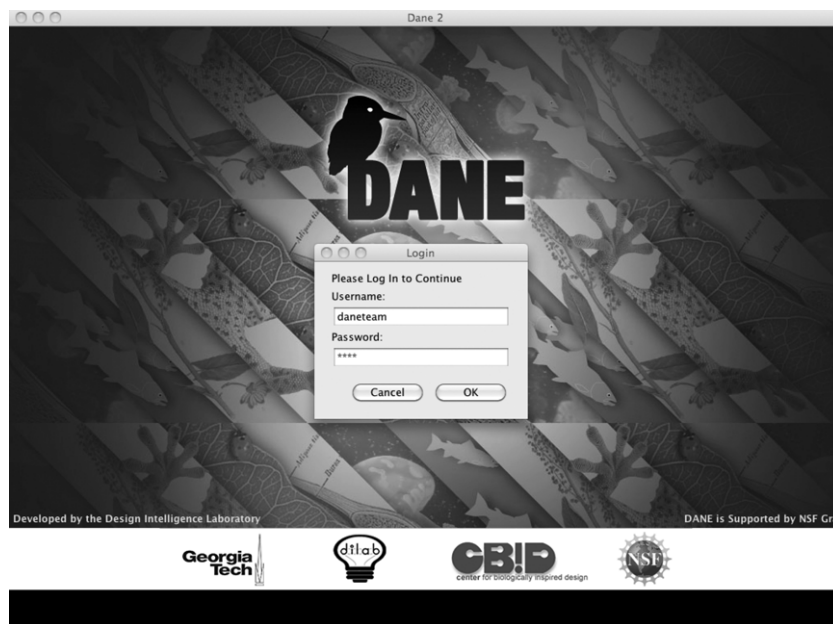 Dane 2
DANE
Login
Please Log In to Continue
Username:
daneteam
Password:
****
Cancel
OK
Developed by the Design Intelligence Laboratory
DANE is Supported by NSF Gr
Georgia
Tech
dilab
CBID
center for biologically inspired design
NSF